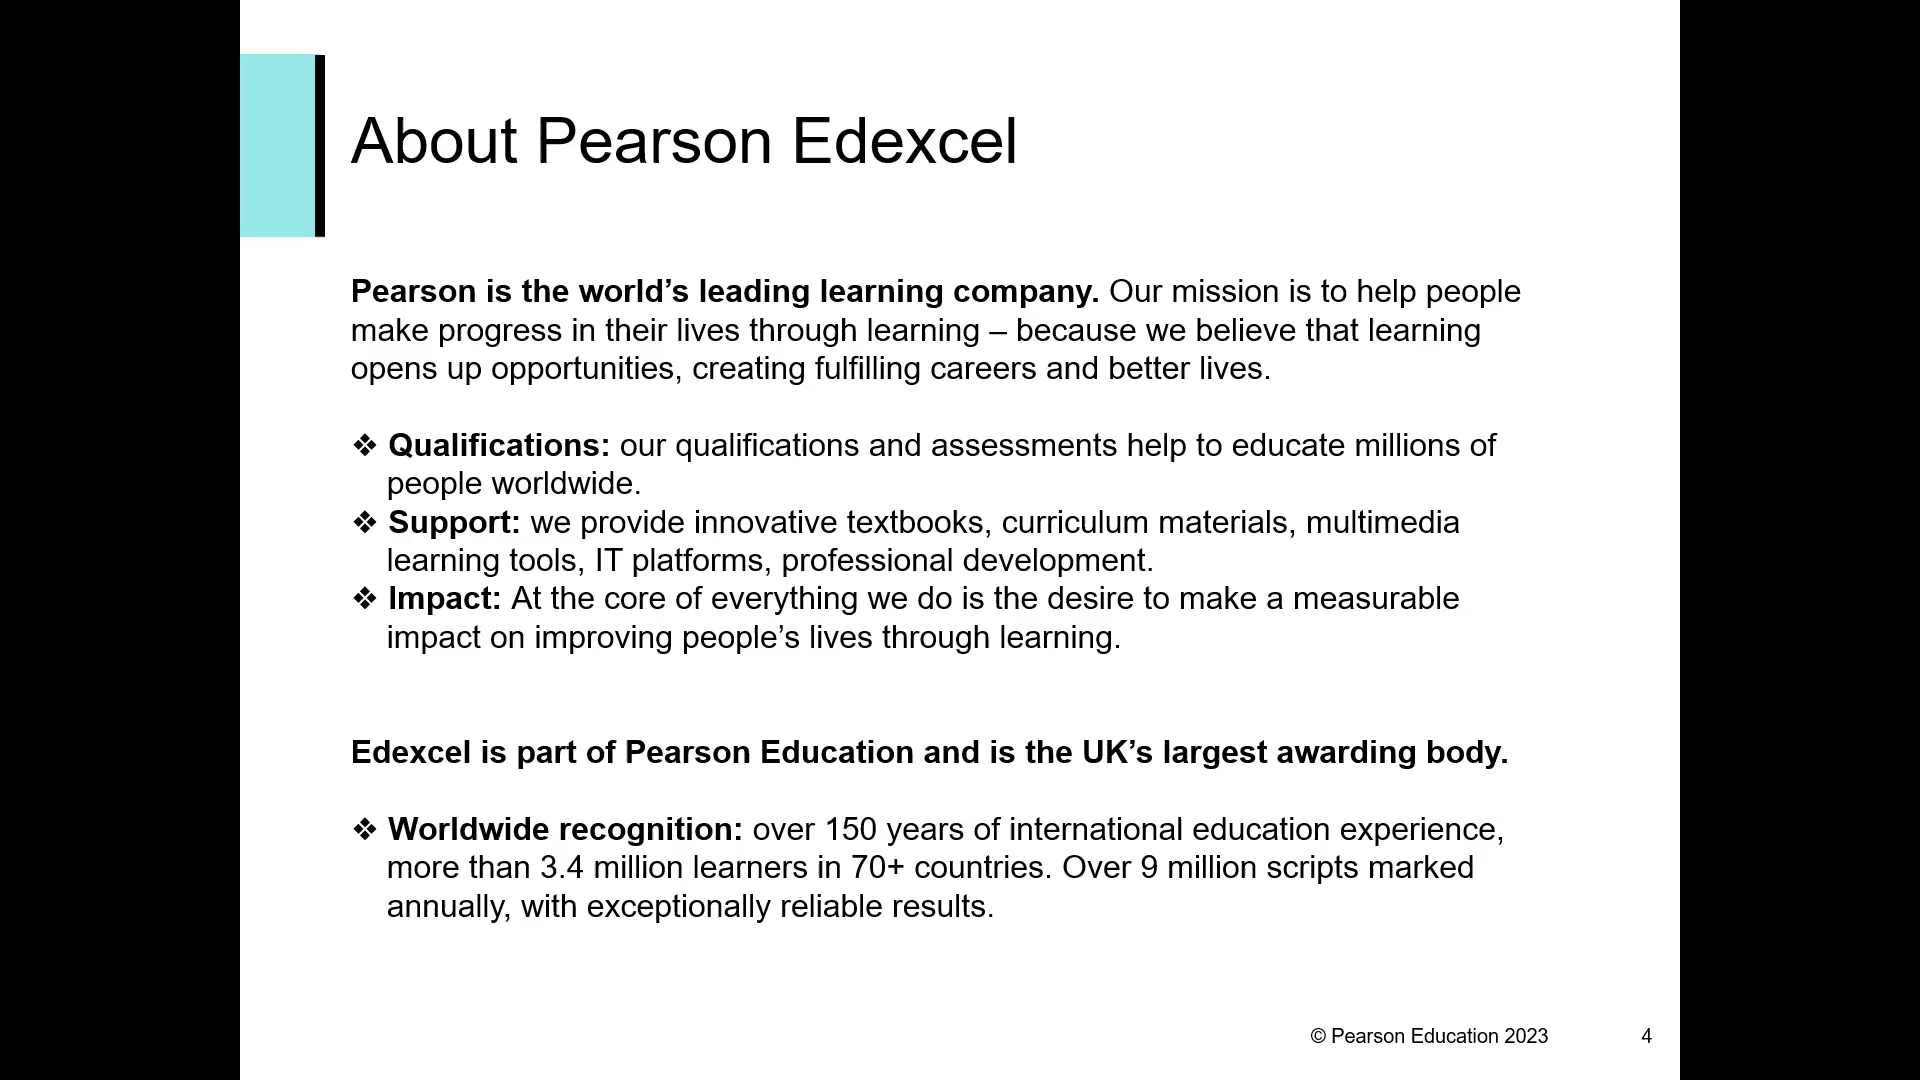 About Pearson Edexcel
Pearson is the world’s leading learning company. Our mission is to help people
make progress in their lives through learning – because we believe that learning
opens up opportunities, creating fulfilling careers and better lives.
❖ Qualifications: our qualifications and assessments help to educate millions of
people worldwide.
❖ Support: we provide innovative textbooks, curriculum materials, multimedia
learning tools, IT platforms, professional development.
❖ Impact: At the core of everything we do is the desire to make a measurable
impact on improving people’s lives through learning.
Edexcel is part of Pearson Education and is the UK’s largest awarding body.
❖ Worldwide recognition: over 150 years of international education experience,
more than 3.4 million learners in 70+ countries. Over 9 million scripts marked
annually, with exceptionally reliable results.
© Pearson Education 2023 4